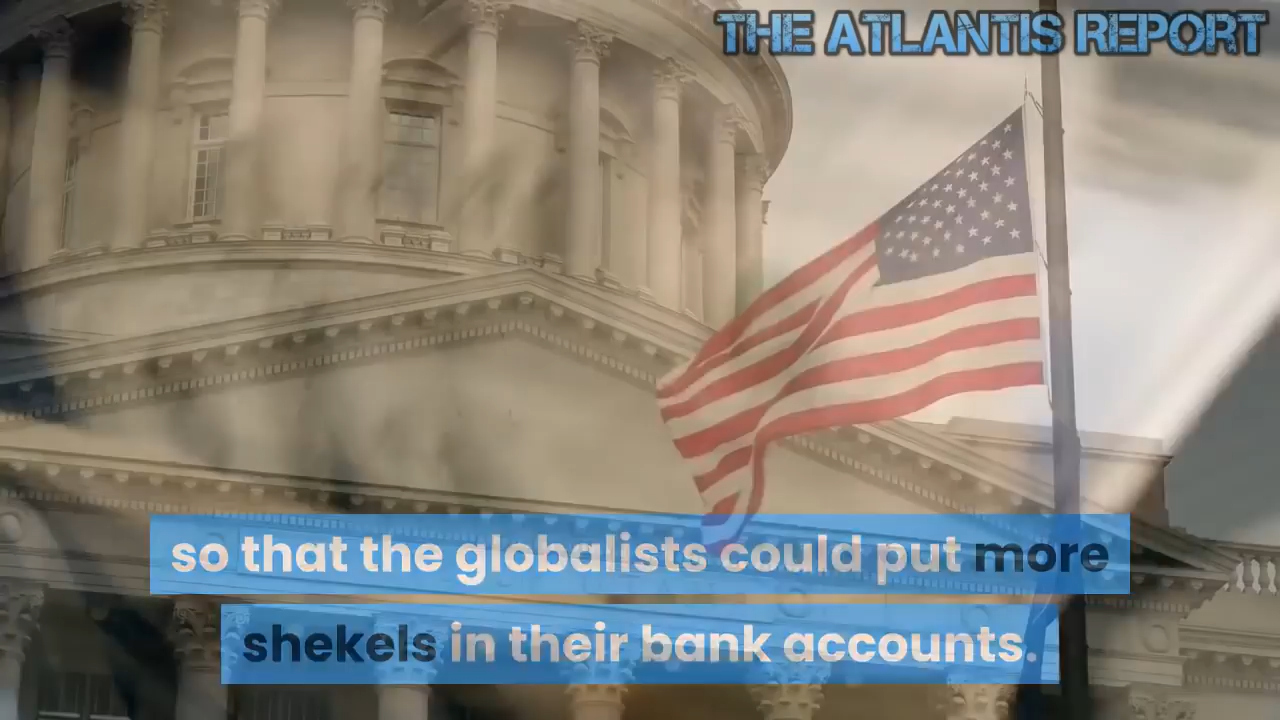 THE ATLANTIS REPORT
so that the globalists could put more
shekels in their bank accounts.